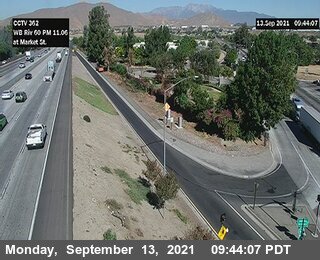 CCTV 362
WB Riv 60 PM 11.06
at Market St.
13 Sep 2021 09:44:07
Monday, September 13, 2021 09:44:07 PDT